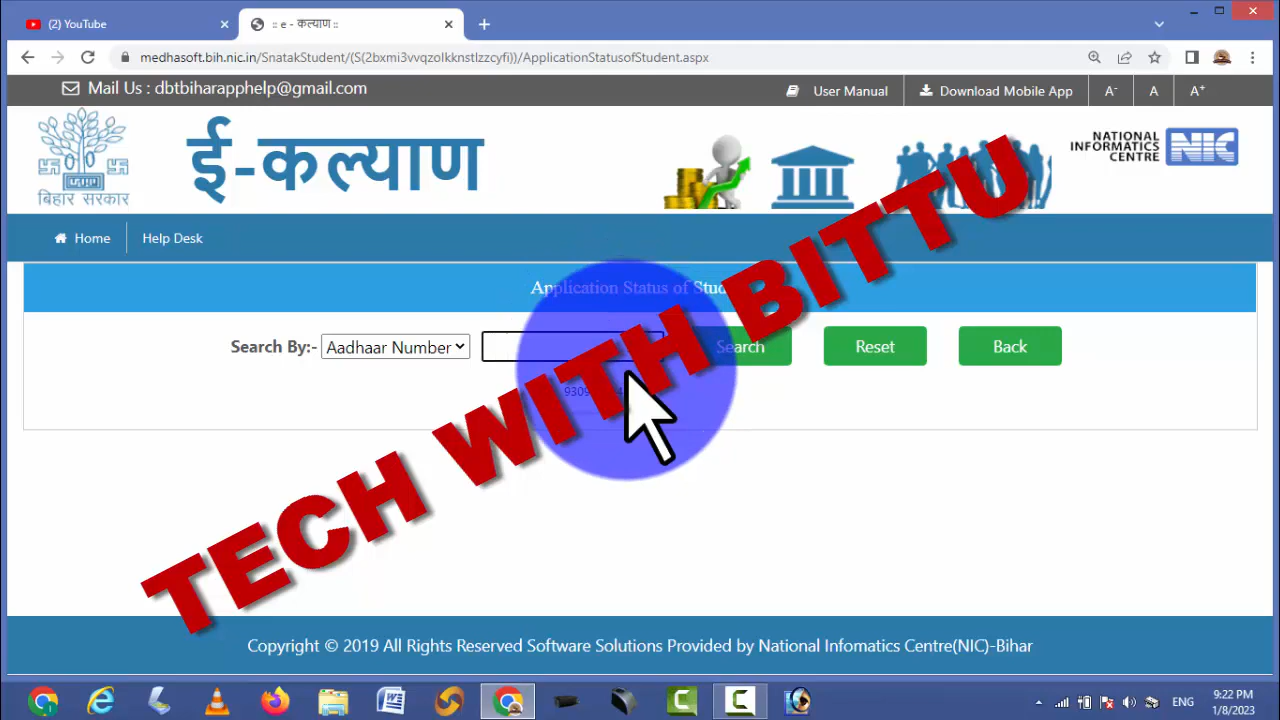 (2) YouTube
:: e - कल्याण ::
medhasoft.bih.nic.in/SnatakStudent/(S(2bxmi3vvqzolkknstlzzcyfi))/ApplicationStatusofStudent.aspx
Mail Us : dbtbiharapphelp@gmail.com
User Manual
Download Mobile App
A-
A
A+
बिहार सरकार
ई-कल्याण
NATIONAL
INFORMATICS
CENTRE
NIC
Home
Help Desk
Application Status of
Search By:-
Aadhaar Number
Search
Reset
Back
TECH WITH BITTU
Copyright © 2019 All Rights Reserved Software Solutions Provided by National Infomatics Centre(NIC)-Bihar
ENG
9:22 PM
1/8/2023